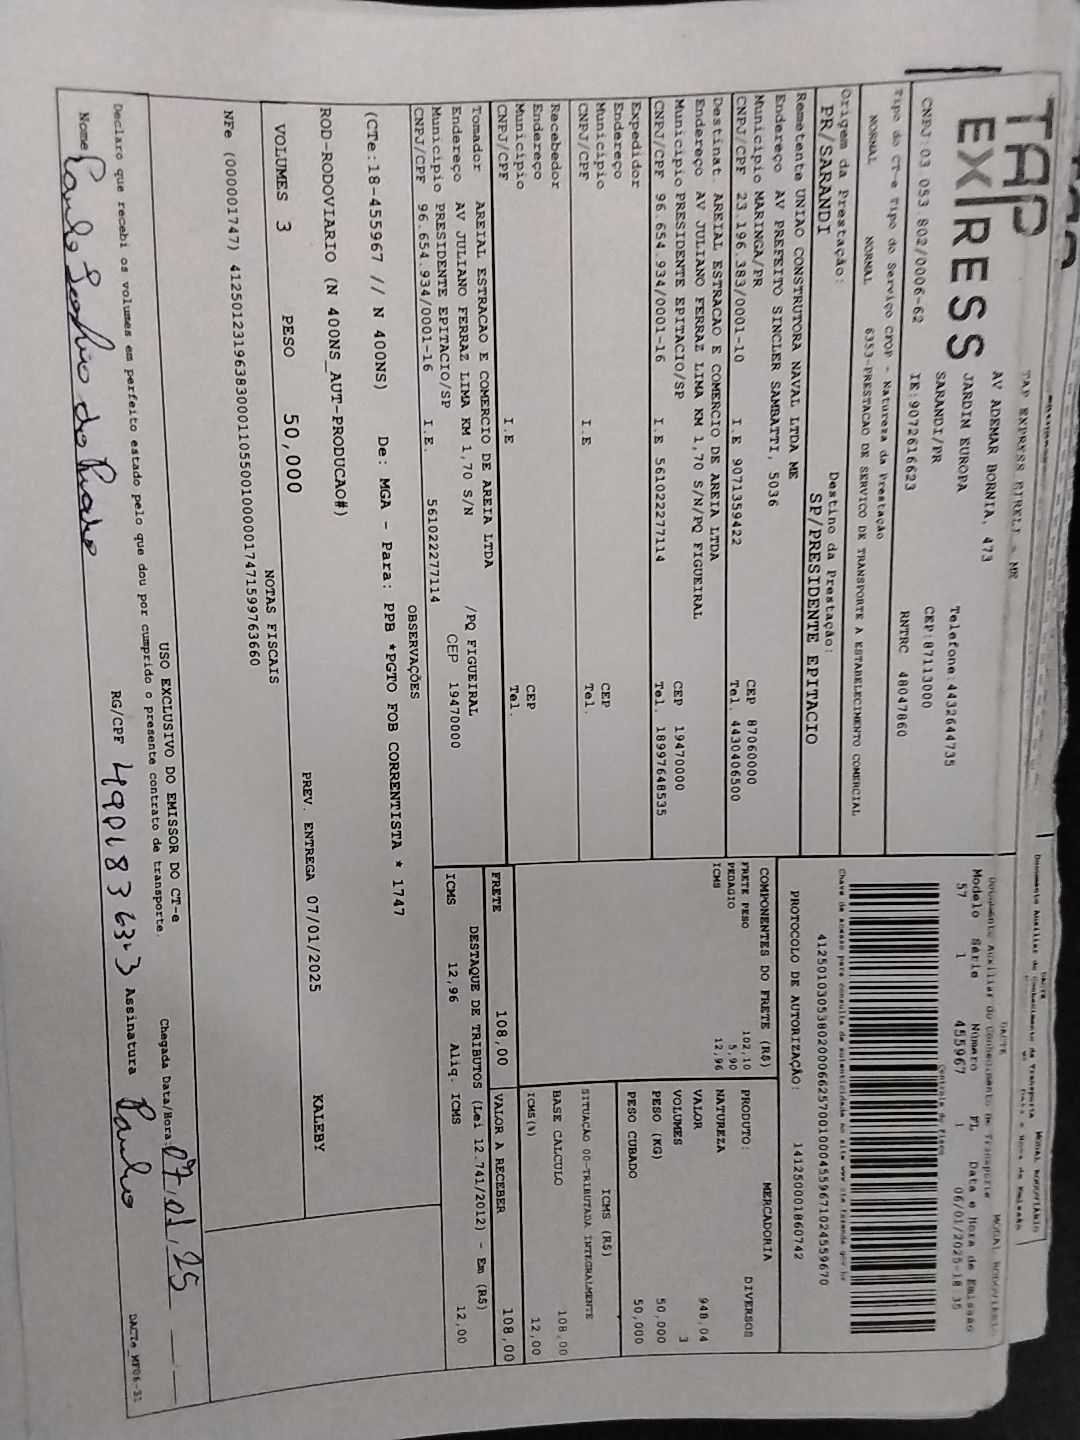 TAP EXPRESS EIRELI - ME
TAP
EXPRESS
AV ADEMAR BORNIA, 473
JARDIM EUROPA
SARANDI/PR
CNPJ:03.053.802/0006-62
IE:9072616623
Telefone:4432644735
CEP:87113000
RNTRC 48047860
DACTE MODAL RODOVIÁRIO
Documento Auxiliar do Conhecimento de Transporte
Modelo Série Número FL Data e Hora de Emissão
57 1 455967 1 06/01/2025-18:35
Controle do Fisco
Tipo do CT-e Tipo do Serviço CFOP - Natureza da Prestação
NORMAL NORMAL 6353-PRESTACAO DE SERVICO DE TRANSPORTE A ESTABELECIMENTO COMERCIAL
Chave de acesso para consulta de autenticidade no site www.cte.fazenda.gov.br
Origem da Prestação:
PR/SARANDI
Destino da Prestação:
SP/PRESIDENTE EPITACIO
PROTOCOLO DE AUTORIZAÇÃO: 141250001860742
Remetente UNIAO CONSTRUTORA NAVAL LTDA ME
Endereço AV PREFEITO SINCLER SAMBATTI, 5036
Município MARINGA/PR CEP 87060000
CNPJ/CPF 23.196.383/0001-10 I.E 9071359422 Tel. 4430406500
Destinat. AREIAL ESTRACAO E COMERCIO DE AREIA LTDA
Endereço AV JULIANO FERRAZ LIMA KM 1,70 S/N/PQ FIGUEIRAL
Município PRESIDENTE EPITACIO/SP CEP 19470000
CNPJ/CPF 96.654.934/0001-16 I.E 561022277114 Tel. 18997648535
Expedidor
Endereço
Município CEP
CNPJ/CPF I.E Tel.
Recebedor
Endereço
Município CEP
CNPJ/CPF I.E Tel.
Tomador AREIAL ESTRACAO E COMERCIO DE AREIA LTDA
Endereço AV JULIANO FERRAZ LIMA KM 1,70 S/N /PQ FIGUEIRAL
Município PRESIDENTE EPITACIO/SP CEP 19470000
CNPJ/CPF 96.654.934/0001-16 I.E. 561022277114
COMPONENTES DO FRETE (R$)
FRETE PESO 102,10
PEDAGIO 5,90
ICMS 12,96
MERCADORIA
PRODUTO: DIVERSOS
NATUREZA
VALOR 948,04
VOLUMES 3
PESO (KG) 50,000
PESO CUBADO 50,000
ICMS (R$)
SITUAÇÃO 00-TRIBUTADA INTEGRALMENTE
BASE CÁLCULO 108,00
ICMS(%) 12,00
FRETE 108,00
VALOR A RECEBER 108,00
DESTAQUE DE TRIBUTOS (Lei 12.741/2012) - Em (R$)
ICMS 12,96 Aliq. ICMS 12,00
OBSERVAÇÕES
(CTe:18-455967 // N 400NS) De: MGA - Para: PPB *PGTO FOB CORRENTISTA * 1747
ROD-RODOVIARIO (N 400NS_AUT-PRODUCAO#)
VOLUMES 3 PESO 50,000 PREV. ENTREGA 07/01/2025 KALEBY
NOTAS FISCAIS
NFe (000001747) 41250123196383000110550010000017471599763660
USO EXCLUSIVO DO EMISSOR DO CT-e
Declaro que recebi os volumes em perfeito estado pelo que dou por cumprido o presente contrato de transporte.
Chegada Data/Hora: 07, 01, 25
Nome Paulo RG/CPF Assinatura Paulo
DACTe_MP06-31